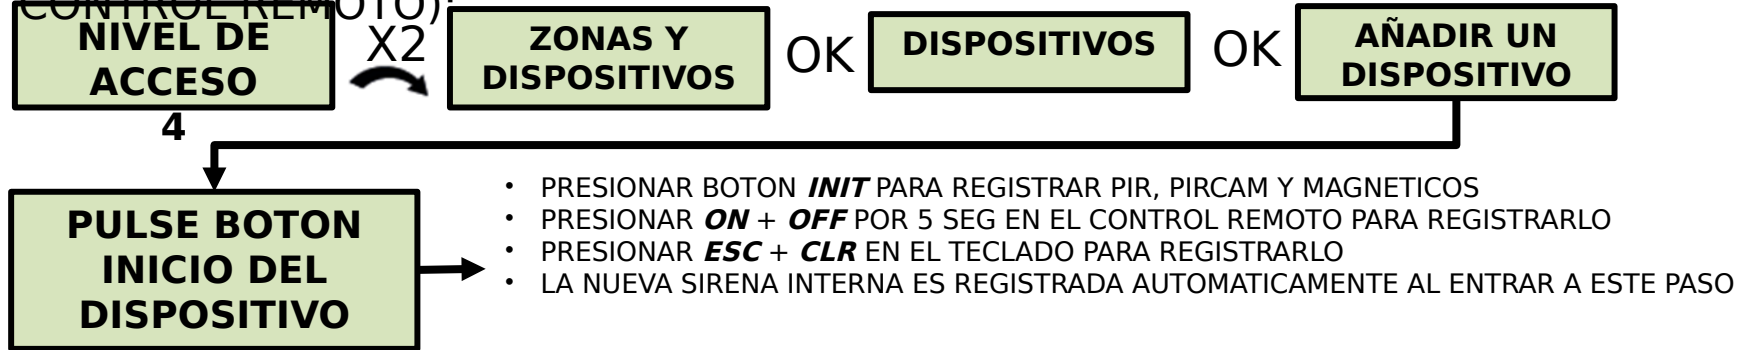 CONTROL REMOTO):
NIVEL DE
ACCESO
4
X2
ZONAS Y
DISPOSITIVOS
OK
DISPOSITIVOS
OK
AÑADIR UN
DISPOSITIVO
PULSE BOTON
INICIO DEL
DISPOSITIVO
• PRESIONAR BOTON INIT PARA REGISTRAR PIR, PIRCAM Y MAGNETICOS
• PRESIONAR ON + OFF POR 5 SEG EN EL CONTROL REMOTO PARA REGISTRARLO
• PRESIONAR ESC + CLR EN EL TECLADO PARA REGISTRARLO
• LA NUEVA SIRENA INTERNA ES REGISTRADA AUTOMATICAMENTE AL ENTRAR A ESTE PASO